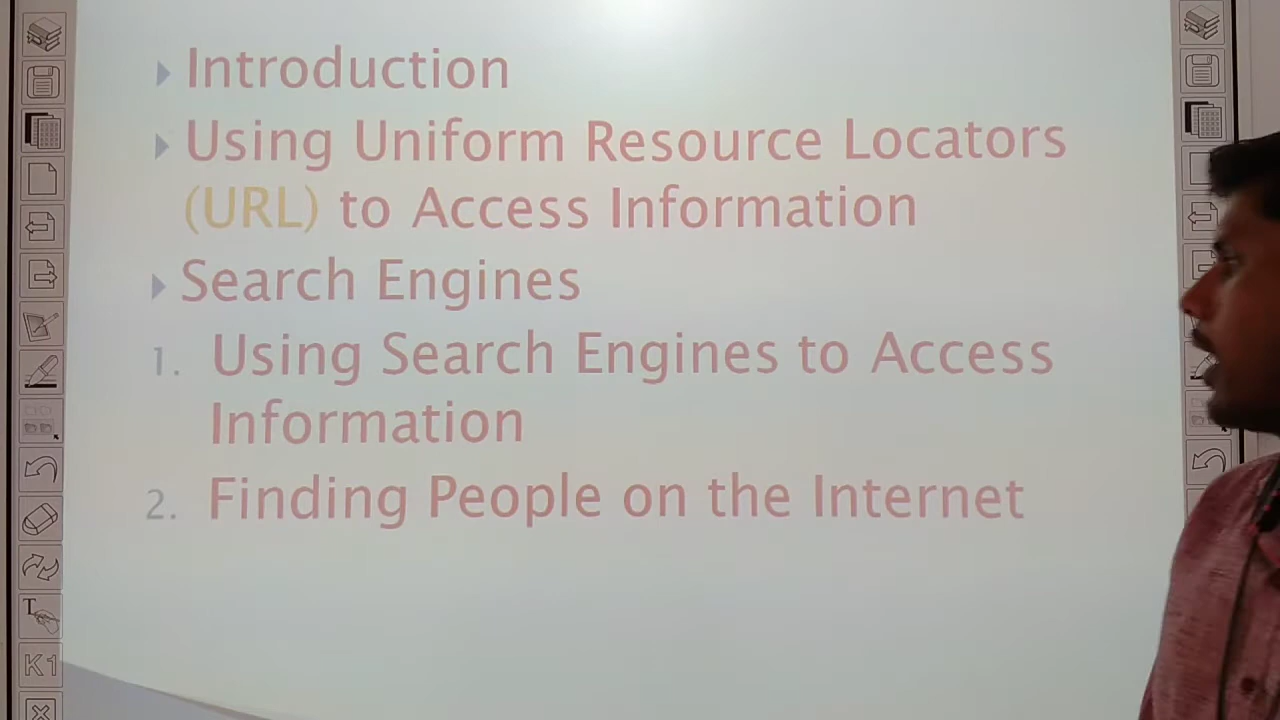 Introduction
Using Uniform Resource Locators
(URL) to Access Information
Search Engines
1. Using Search Engines to Access
Information
2. Finding People on the Internet
T
K1